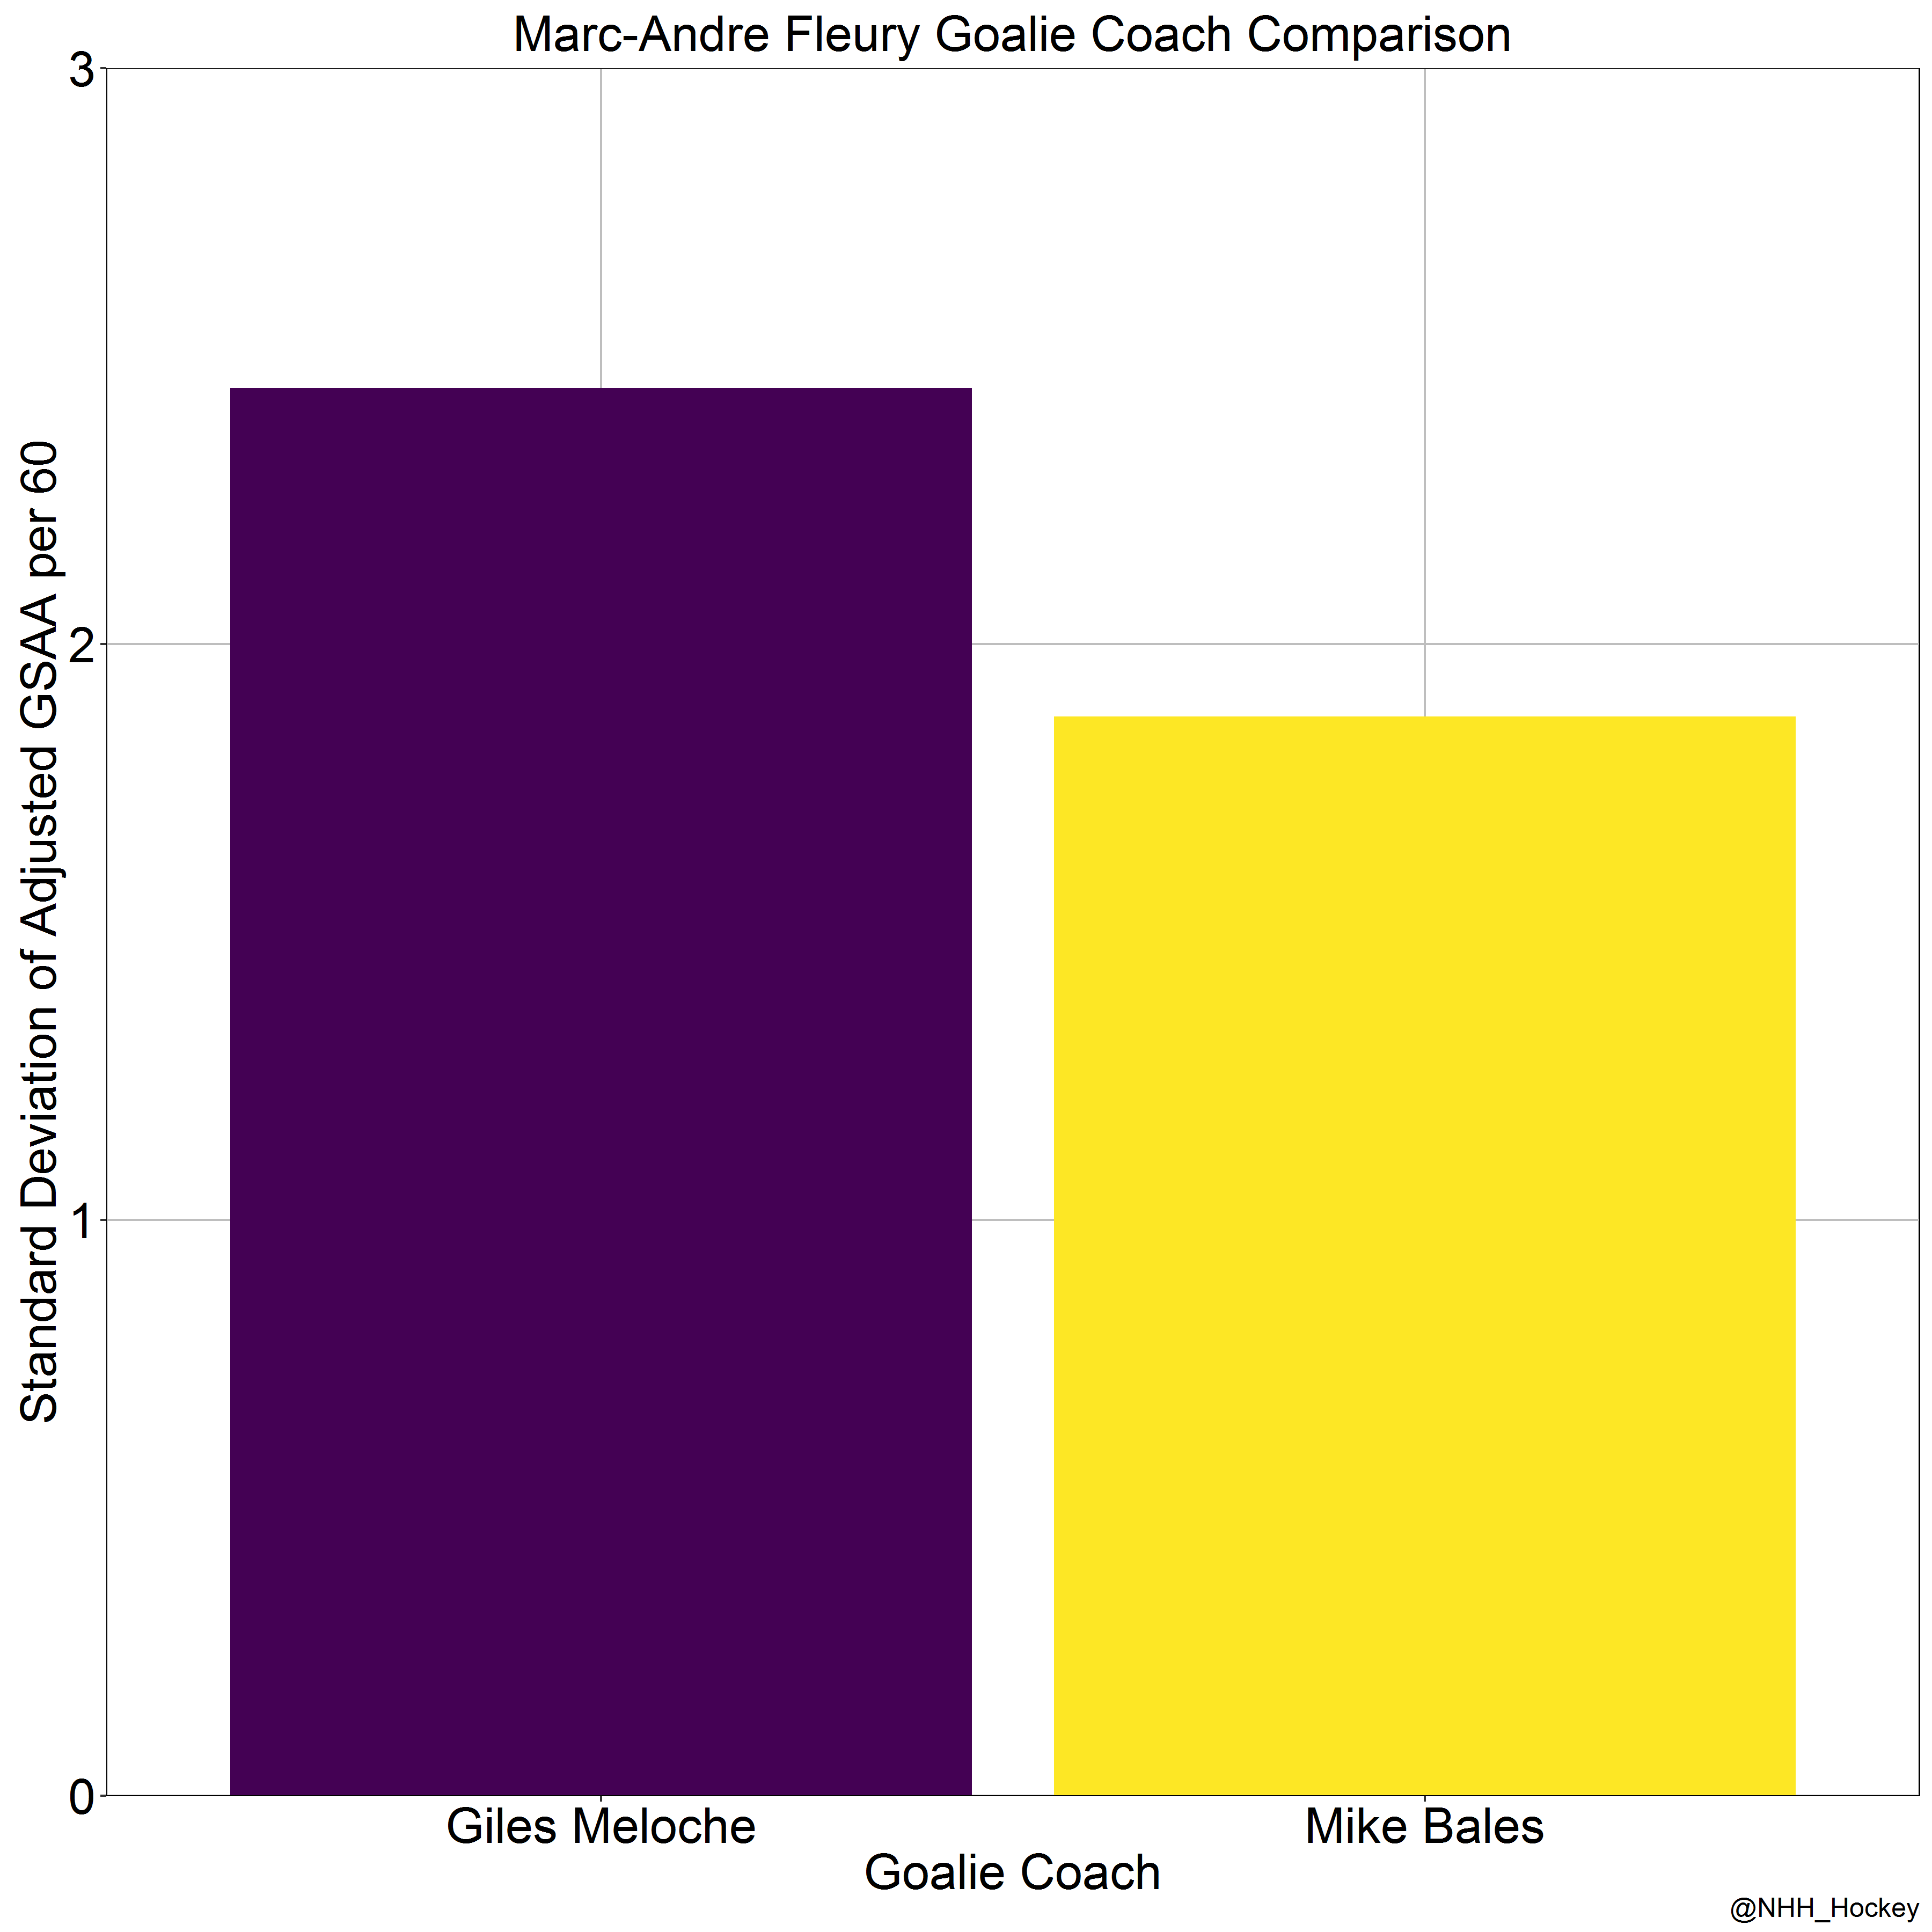 Marc-Andre Fleury Goalie Coach Comparison
Standard Deviation of Adjusted GSAA per 60
3
2
1
0
Giles Meloche
Mike Bales
Goalie Coach
@NHH_Hockey